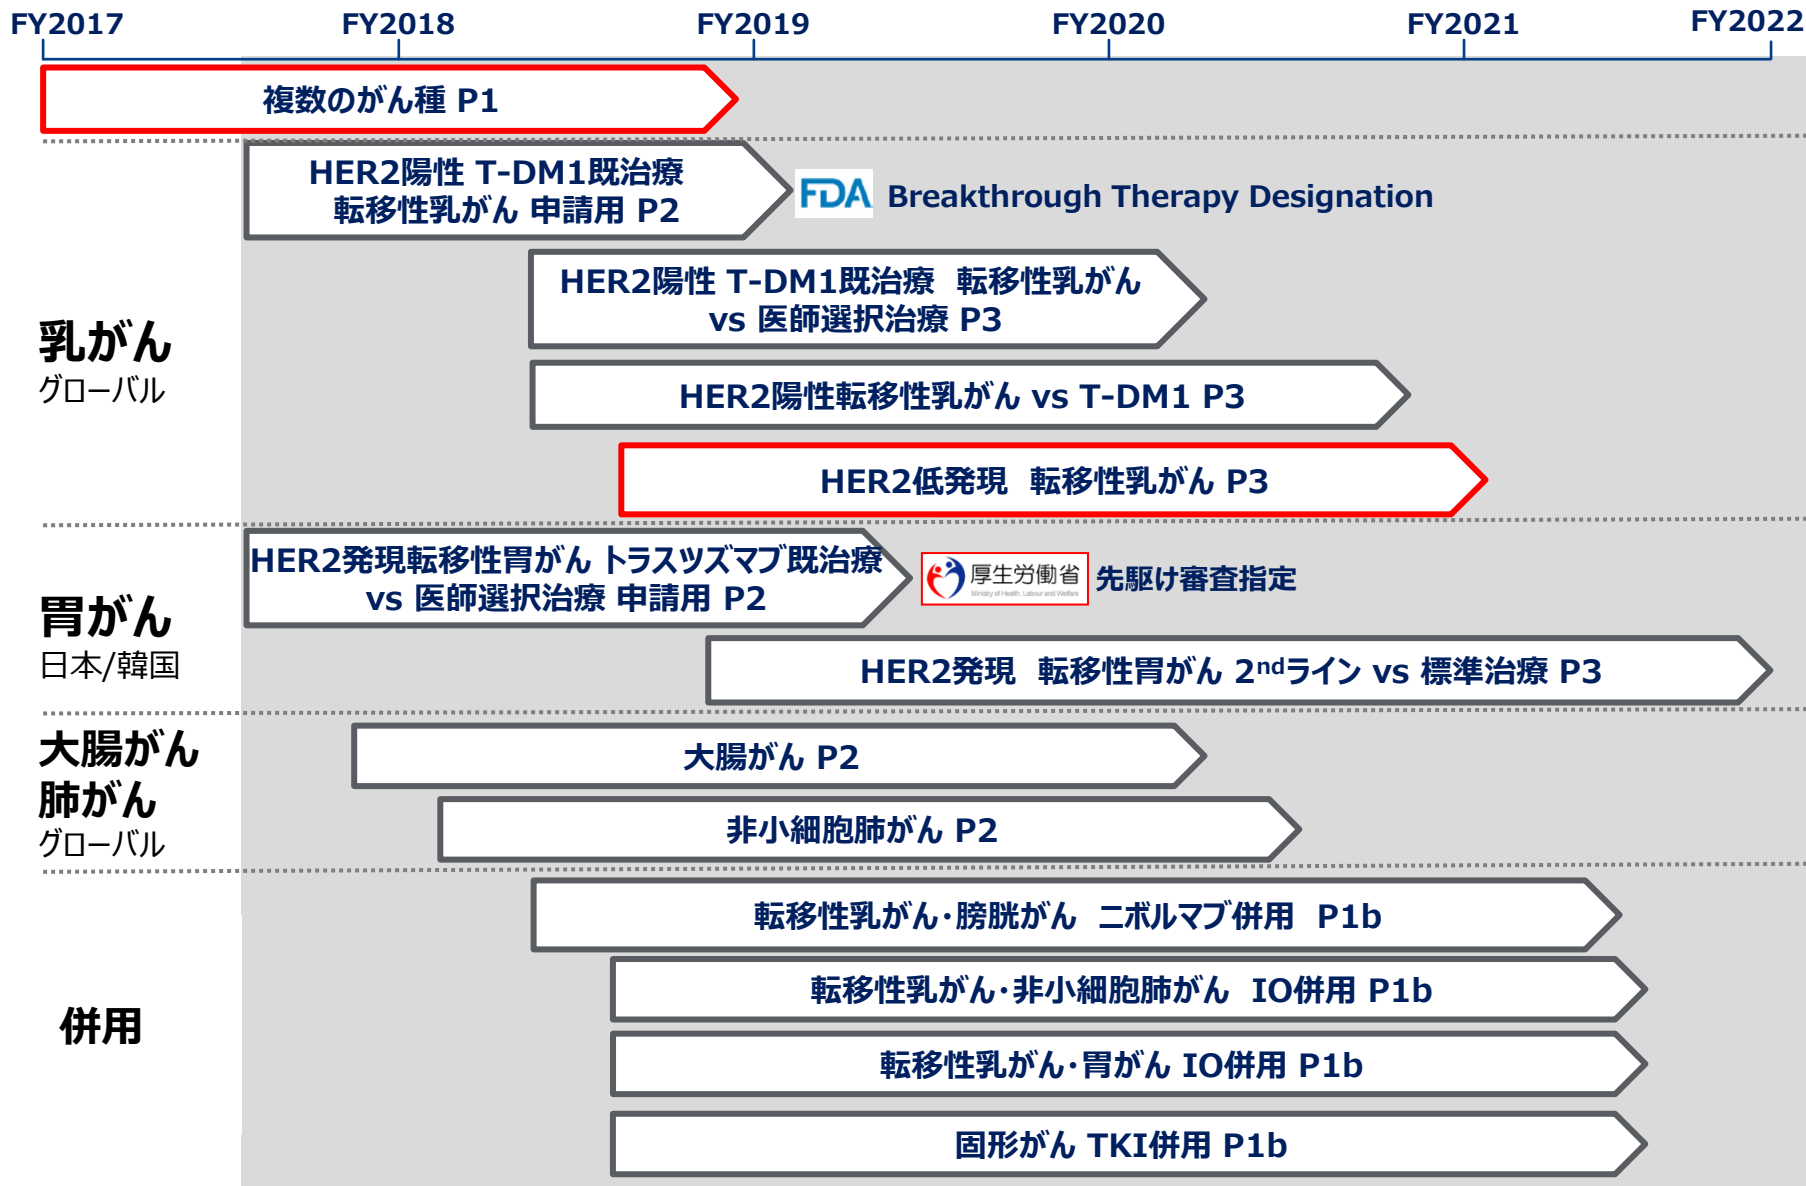 FY2017 FY2018 FY2019 FY2020 FY2021 FY2022
複数のがん種 P1
HER2陽性 T-DM1既治療
転移性乳がん 申請用 P2
FDA Breakthrough Therapy Designation
HER2陽性 T-DM1既治療 転移性乳がん
vs 医師選択治療 P3
乳がん
グローバル
HER2陽性転移性乳がん vs T-DM1 P3
HER2低発現 転移性乳がん P3
HER2発現転移性胃がん トラスツズマブ既治療
vs 医師選択治療 申請用 P2
厚生労働省
Ministry of Health, Labour and Welfare
先駆け審査指定
胃がん
日本/韓国
HER2発現 転移性胃がん 2ndライン vs 標準治療 P3
大腸がん
肺がん
グローバル
大腸がん P2
非小細胞肺がん P2
転移性乳がん・膀胱がん ニボルマブ併用 P1b
転移性乳がん・非小細胞肺がん IO併用 P1b
併用
転移性乳がん・胃がん IO併用 P1b
固形がん TKI併用 P1b